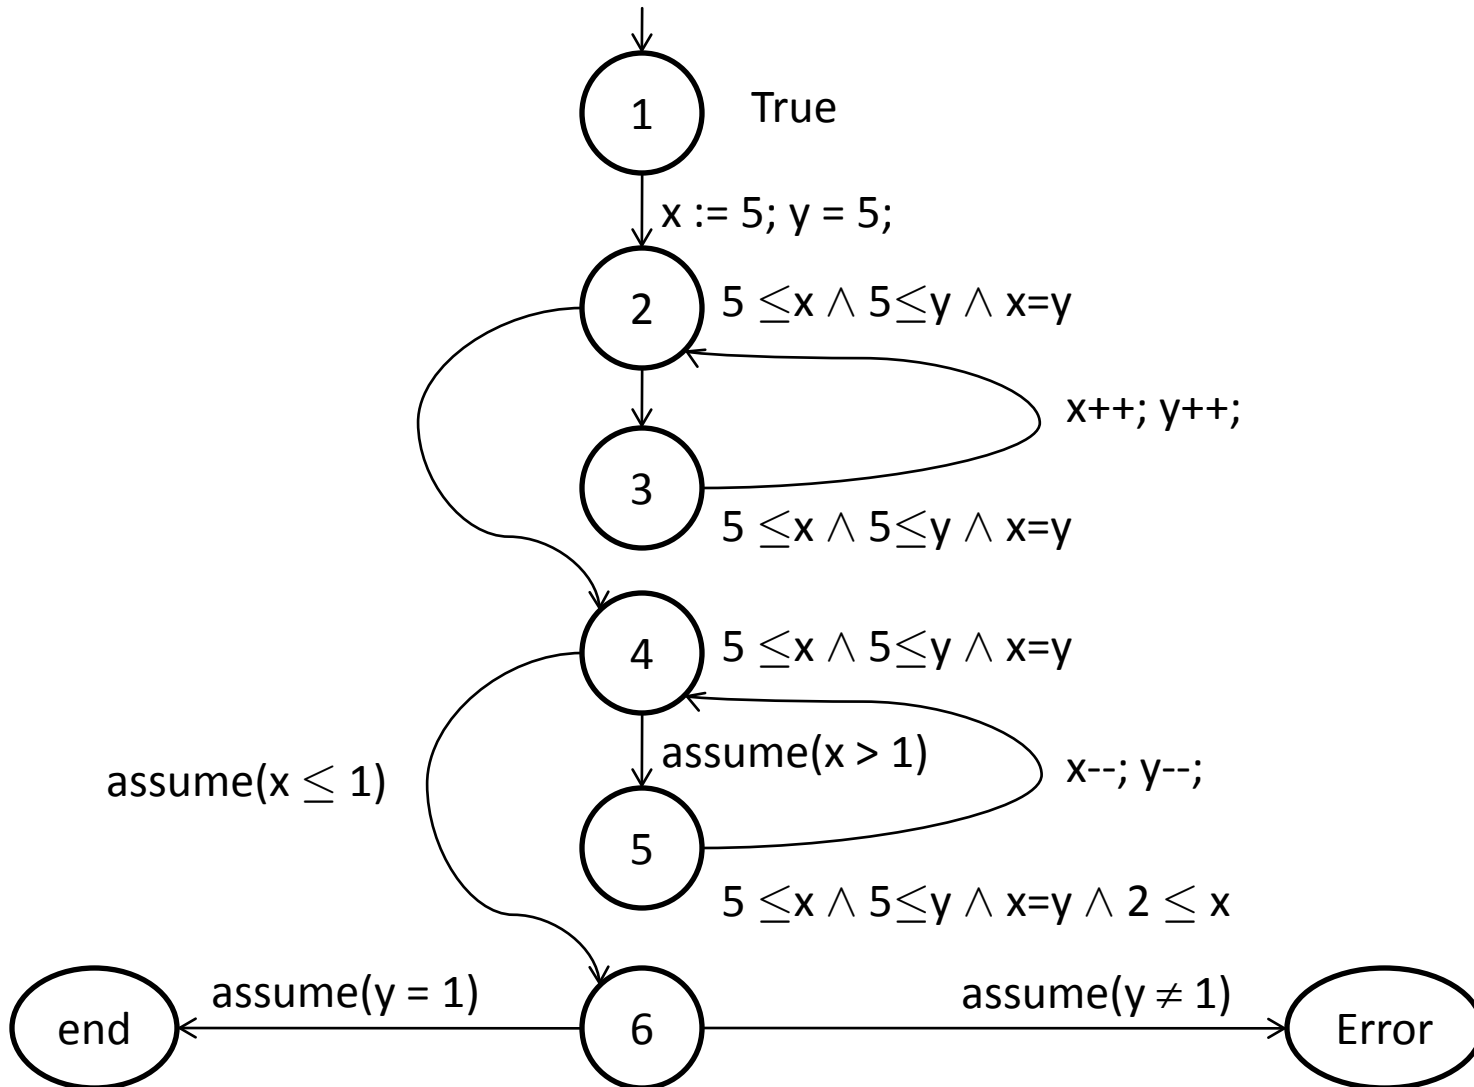 1 True
x := 5; y = 5;
2 5 ≤x ∧ 5≤y ∧ x=y
x++; y++;
3
5 ≤x ∧ 5≤y ∧ x=y
4 5 ≤x ∧ 5≤y ∧ x=y
assume(x ≤ 1) assume(x > 1) x--; y--;
5
5 ≤x ∧ 5≤y ∧ x=y ∧ 2 ≤ x
assume(y = 1) assume(y ≠ 1)
end 6 Error